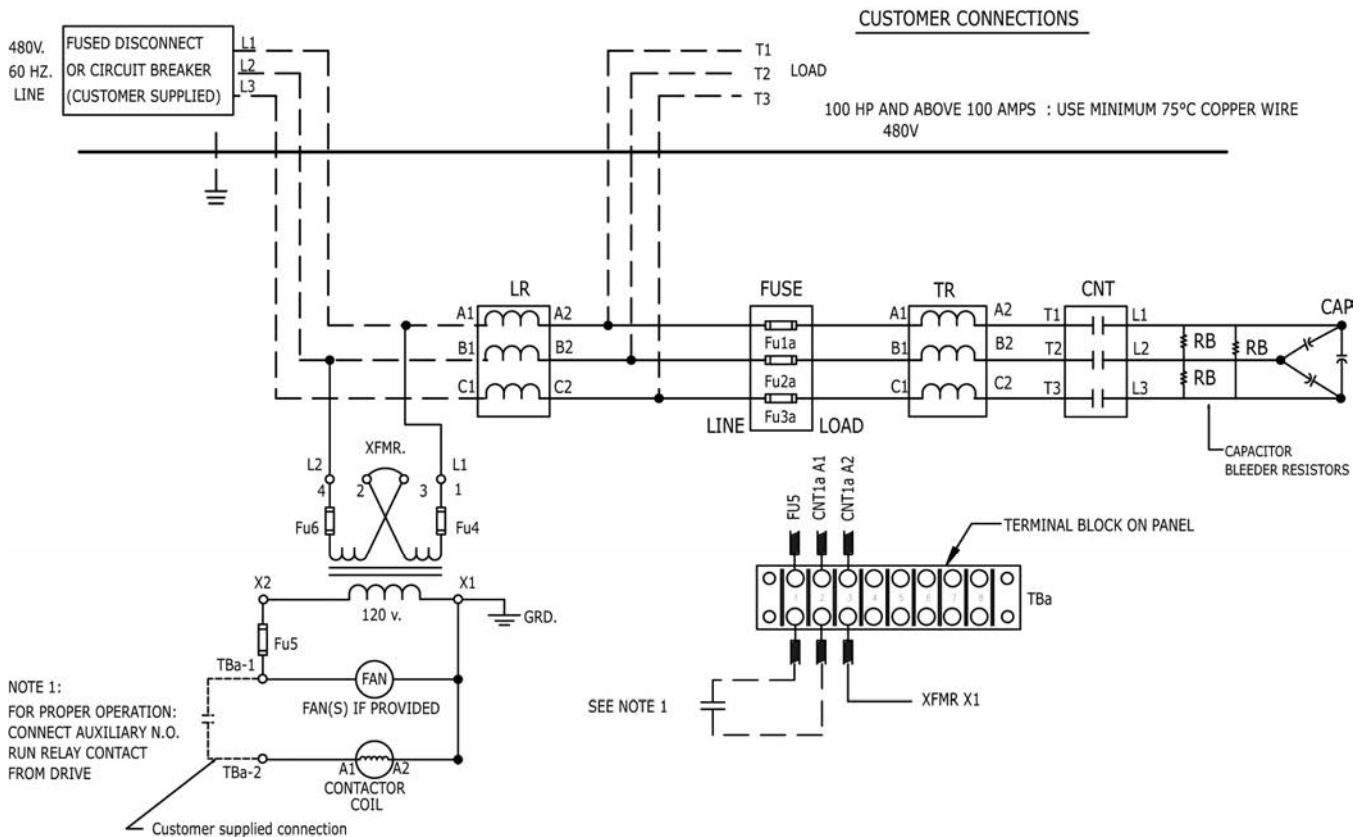 CUSTOMER CONNECTIONS
480V.
60 HZ.
LINE
FUSED DISCONNECT
OR CIRCUIT BREAKER
(CUSTOMER SUPPLIED)
L1
L2
L3
T1
T2
T3
LOAD
100 HP AND ABOVE 100 AMPS : USE MINIMUM 75°C COPPER WIRE
480V
LR
FUSE
TR
CNT
CAP
A1
A2
B1
B2
C1
C2
Fu1a
Fu2a
Fu3a
LINE
LOAD
A1
A2
B1
B2
C1
C2
T1
L1
T2
L2
T3
L3
RB
RB
RB
CAPACITOR
BLEEDER RESISTORS
XFMR.
L2
L1
4
2
3
1
Fu6
Fu4
X2
X1
120 v.
GRD.
Fu5
TBa-1
FAN
FAN(S) IF PROVIDED
TBa-2
A1
A2
CONTACTOR
COIL
NOTE 1:
FOR PROPER OPERATION:
CONNECT AUXILIARY N.O.
RUN RELAY CONTACT
FROM DRIVE
Customer supplied connection
FU5
CNT1a A1
CNT1a A2
TERMINAL BLOCK ON PANEL
1
2
3
4
5
6
7
8
TBa
SEE NOTE 1
XFMR X1